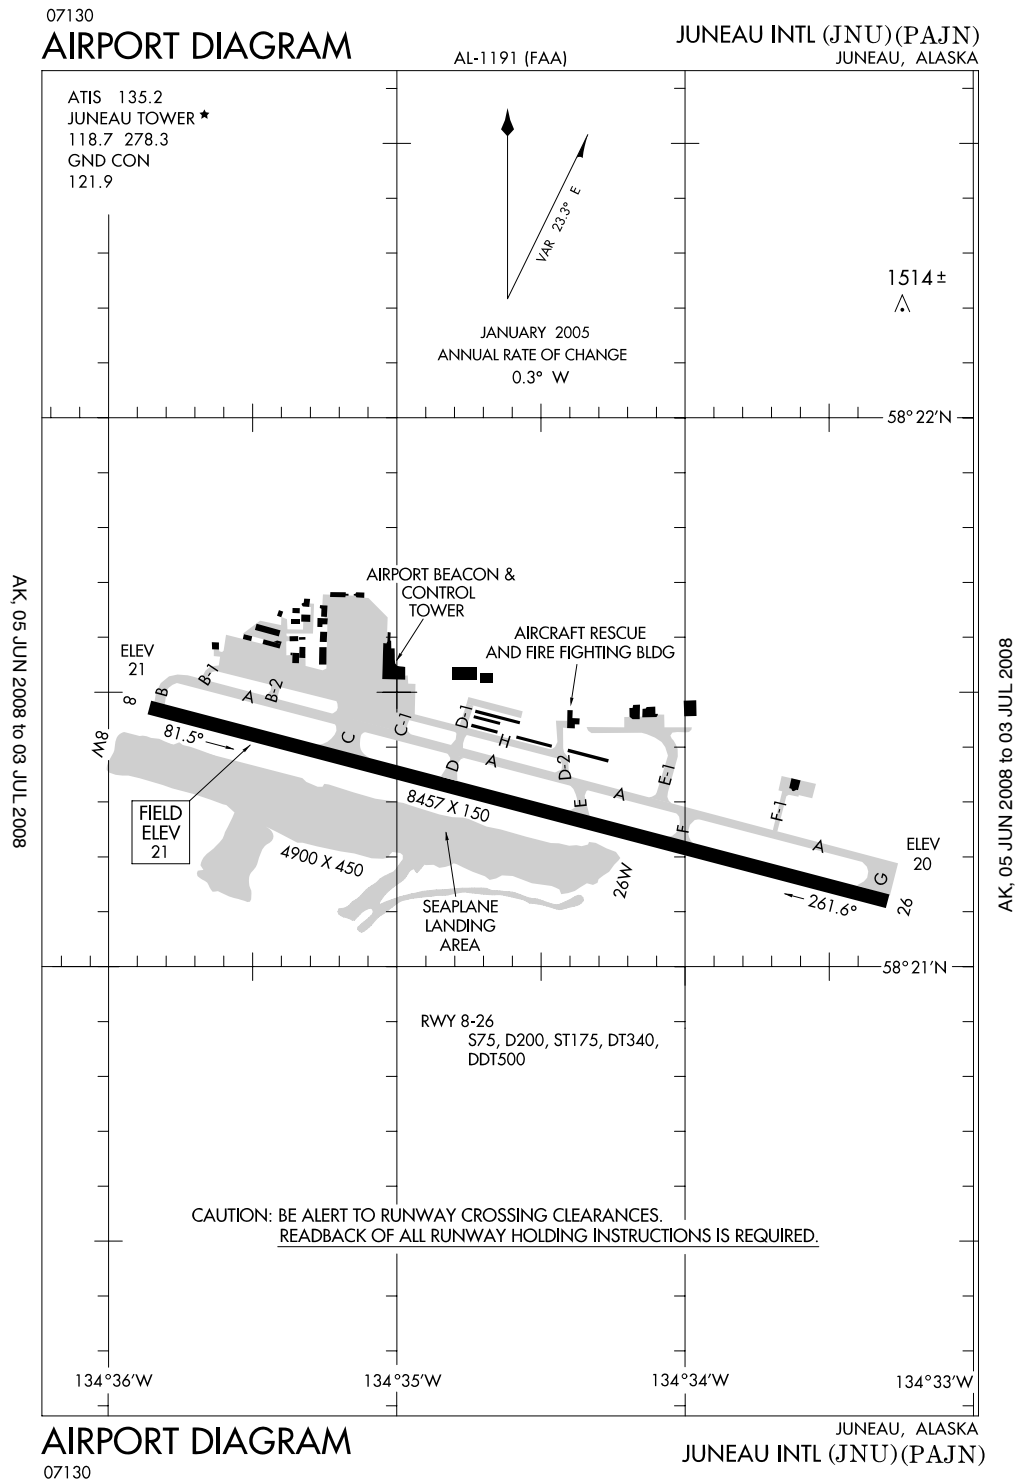 07130
AIRPORT DIAGRAM
AL-1191 (FAA)
JUNEAU INTL (JNU) (PAJN)
JUNEAU, ALASKA
ATIS 135.2
JUNEAU TOWER ★
118.7 278.3
GND CON
121.9
VAR 23.3° E
JANUARY 2005
ANNUAL RATE OF CHANGE
0.3° W
1514 ±
58°22'N
AIRPORT BEACON &
CONTROL
TOWER
AIRCRAFT RESCUE
AND FIRE FIGHTING BLDG
ELEV
21
8
B
B-1
A
B-2
C
C-1
D-1
H
D
A
D-2
E
A
E-1
F
F-1
A
G
8W
81.5°
FIELD
ELEV
21
8457 X 150
4900 X 450
26W
SEAPLANE
LANDING
AREA
ELEV
20
261.6°
26
58°21'N
RWY 8-26
S75, D200, ST175, DT340,
DDT500
CAUTION: BE ALERT TO RUNWAY CROSSING CLEARANCES.
READBACK OF ALL RUNWAY HOLDING INSTRUCTIONS IS REQUIRED.
134°36'W
134°35'W
134°34'W
134°33'W
AK, 05 JUN 2008 to 03 JUL 2008
AK, 05 JUN 2008 to 03 JUL 2008
AIRPORT DIAGRAM
07130
JUNEAU, ALASKA
JUNEAU INTL (JNU) (PAJN)